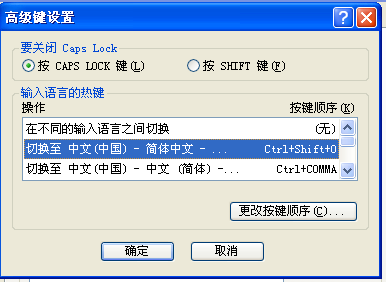 高级键设置
要关闭 Caps Lock
按 CAPS LOCK 键(L)
按 SHIFT 键(F)
输入语言的热键
操作 按键顺序(K)
在不同的输入语言之间切换 (无)
切换至 中文(中国) - 简体中文 - ... Ctrl+Shift+0
切换至 中文(中国) - 中文 (简体) -... Ctrl+COMMA
更改按键顺序(C)...
确定 取消